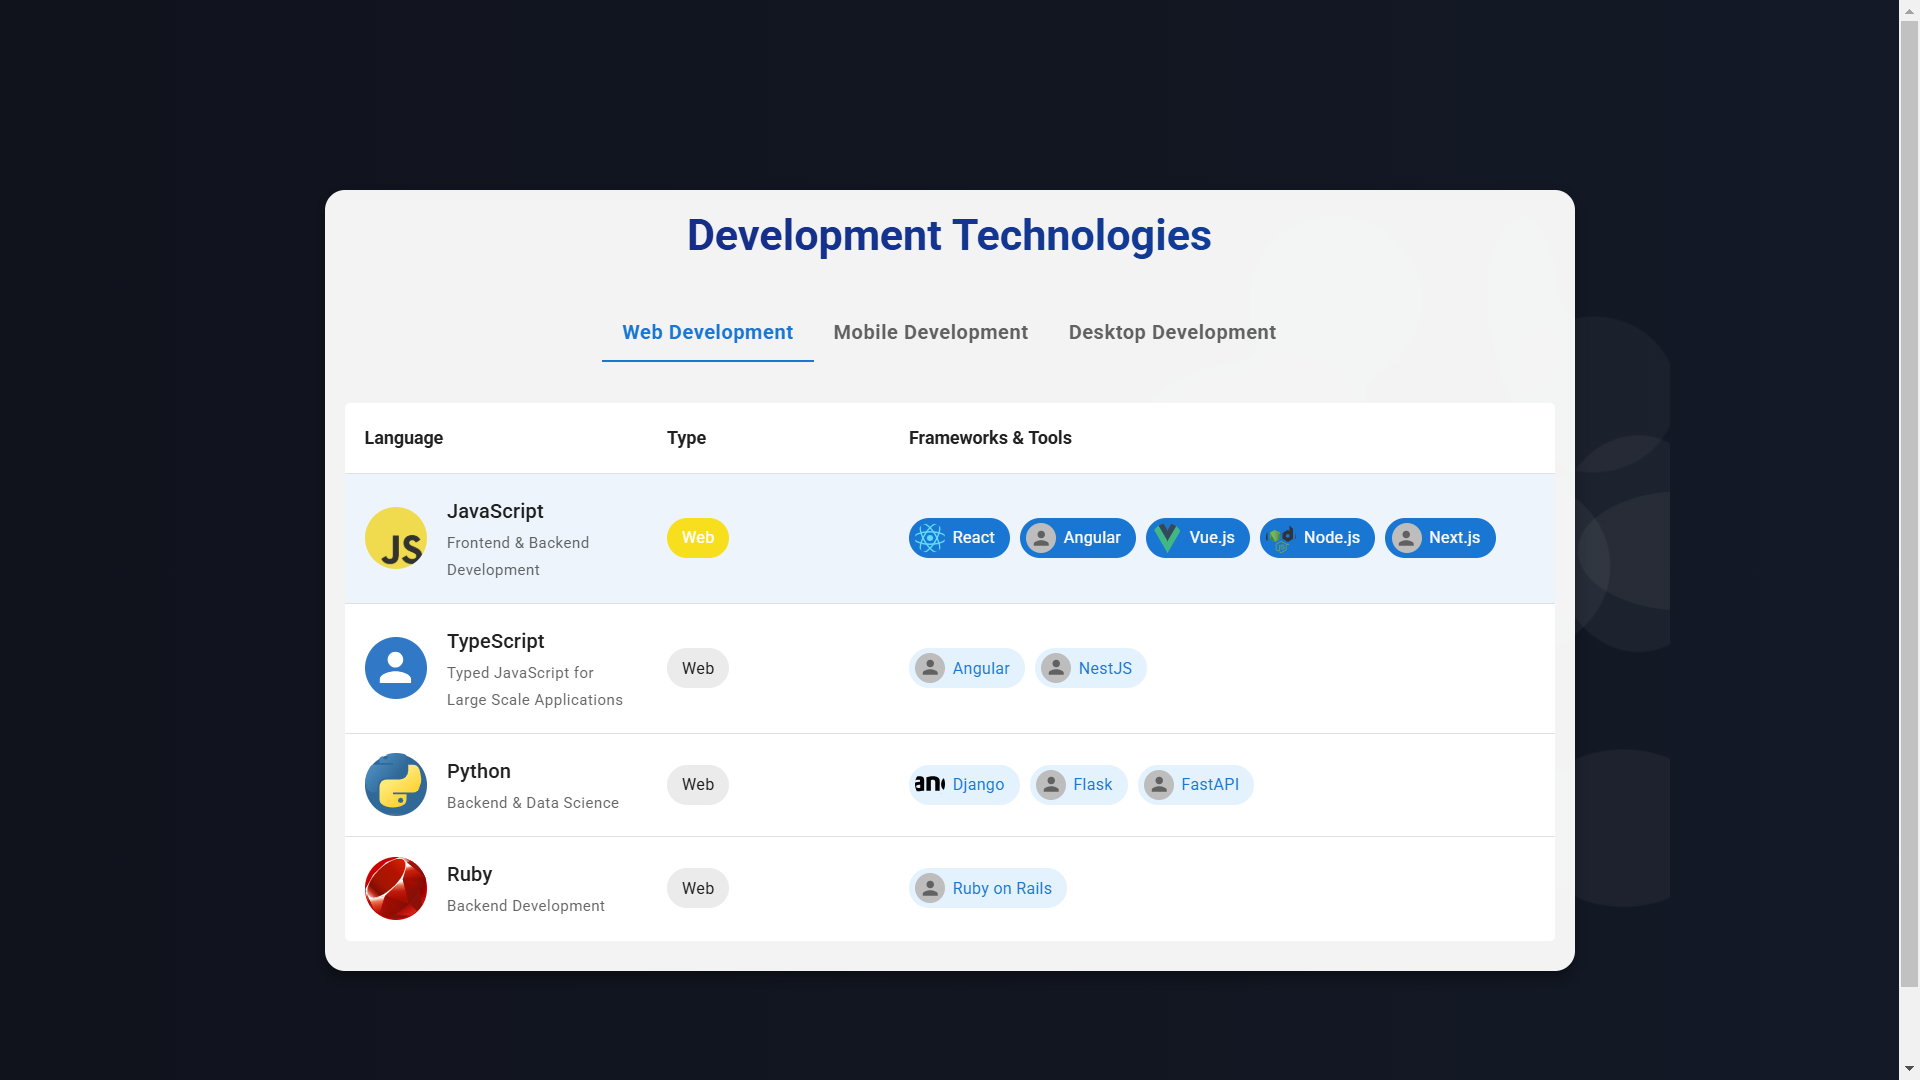 Development Technologies
Web Development Mobile Development Desktop Development
Language Type Frameworks & Tools
JS
JavaScript
Frontend & Backend
Development
Web
React Angular Vue.js Node.js Next.js
TypeScript
Typed JavaScript for
Large Scale Applications
Web
Angular NestJS
Python
Backend & Data Science
Web
Django Flask FastAPI
Ruby
Backend Development
Web
Ruby on Rails